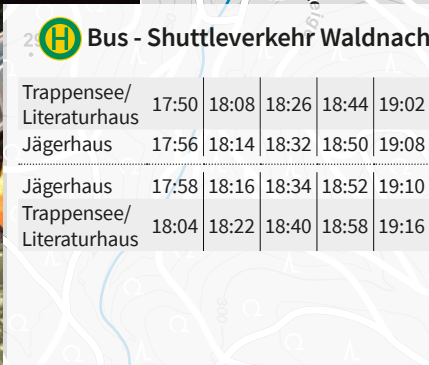 H Bus - Shuttleverkehr Waldnach
Trappensee/
Literaturhaus 17:50 18:08 18:26 18:44 19:02
Jägerhaus 17:56 18:14 18:32 18:50 19:08
Jägerhaus 17:58 18:16 18:34 18:52 19:10
Trappensee/
Literaturhaus 18:04 18:22 18:40 18:58 19:16
300